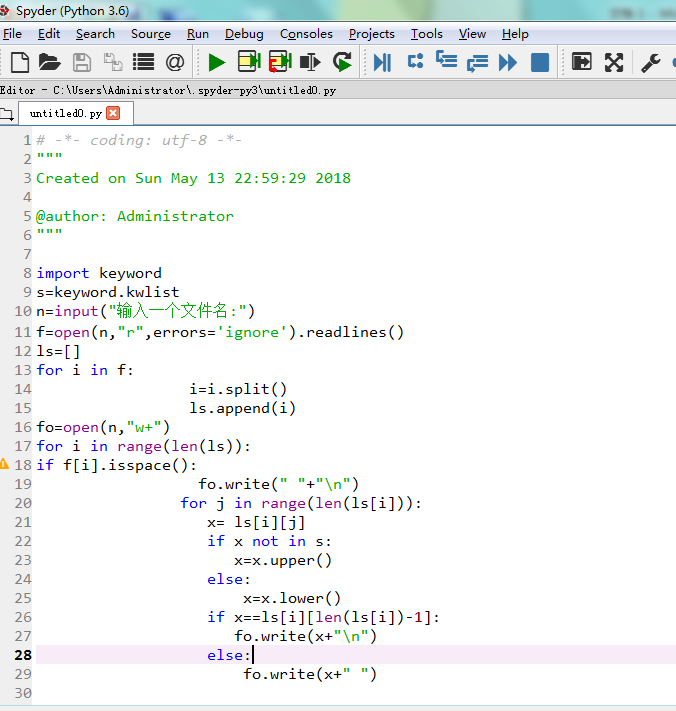 Spyder (Python 3.6)
File Edit Search Source Run Debug Consoles Projects Tools View Help
Editor - C:\Users\Administrator\.spyder-py3\untitled0.py
untitled0.py
1 # -*- coding: utf-8 -*-
2 """
3 Created on Sun May 13 22:59:29 2018
4
5 @author: Administrator
6 """
7
8 import keyword
9 s=keyword.kwlist
10 n=input("输入一个文件名:")
11 f=open(n,"r",errors='ignore').readlines()
12 ls=[]
13 for i in f:
14                 i=i.split()
15                 ls.append(i)
16 fo=open(n,"w+")
17 for i in range(len(ls)):
18 if f[i].isspace():
19                  fo.write(" "+"\n")
20                for j in range(len(ls[i])):
21                   x= ls[i][j]
22                   if x not in s:
23                      x=x.upper()
24                   else:
25                       x=x.lower()
26                   if x==ls[i][len(ls[i])-1]:
27                      fo.write(x+"\n")
28                   else:
29                       fo.write(x+" ")
30